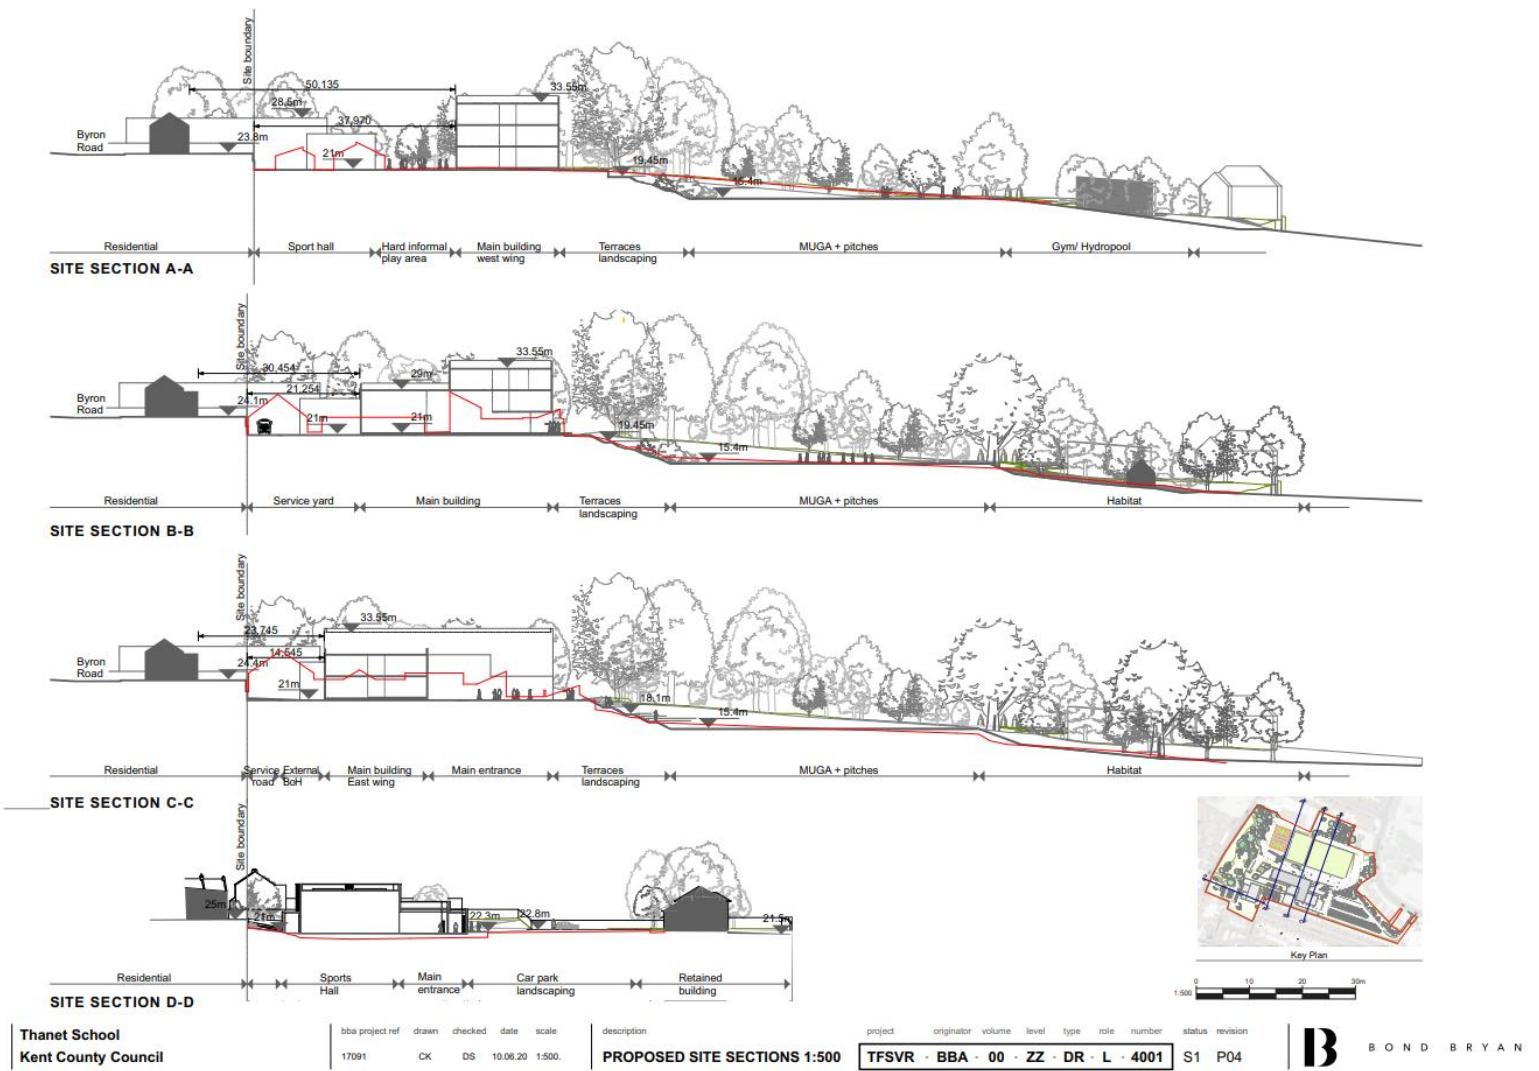 Site boundary
50.135
28.5m
33.55m
37.970
23.8m
Byron
Road
21m
19.45m
15.4m
Residential
Sport hall
Hard informal
play area
Main building
west wing
Terraces
landscaping
MUGA + pitches
Gym/ Hydropool
SITE SECTION A-A
Site boundary
33.55m
30,454
29m
21,254
24.1m
Byron
Road
21m
21m
19.45m
15.4m
Residential
Service yard
Main building
Terraces
landscaping
MUGA + pitches
Habitat
SITE SECTION B-B
Site boundary
33.55m
23,745
14,545
Byron
Road
24.4m
21m
18.1m
15.4m
Residential
Service
road
External
BoH
Main building
East wing
Main entrance
Terraces
landscaping
MUGA + pitches
Habitat
SITE SECTION C-C
Site boundary
25m
21m
22.3m
22.8m
21.5m
Residential
Sports
Hall
Main
entrance
Car park
landscaping
Retained
building
SITE SECTION D-D
Key Plan
0 10 20 30m
1:500
Thanet School
Kent County Council
bba project ref drawn checked date scale
17091 CK DS 10.06.20 1:500.
description
PROPOSED SITE SECTIONS 1:500
project originator volume level type role number status revision
TFSVR · BBA · 00 · ZZ · DR · L · 4001 S1 P04
B
BOND BRYAN